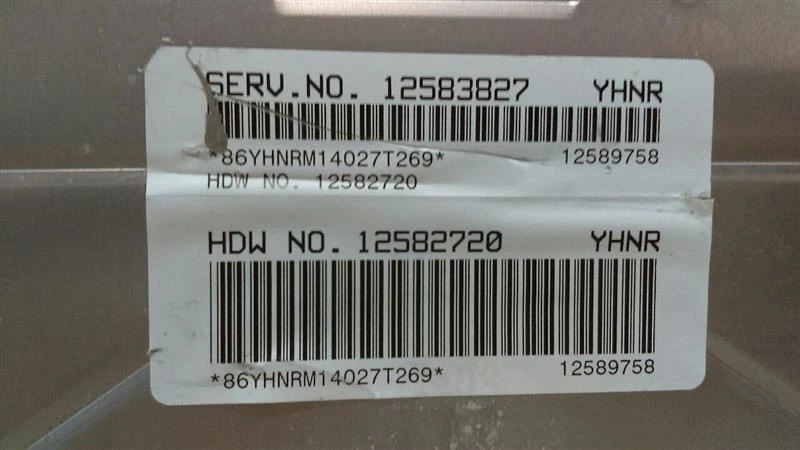 SERV.NO. 12583827 YHNR
*86YHNRM14027T269* 12589758
HDW NO. 12582720
HDW NO. 12582720 YHNR
*86YHNRM14027T269* 12589758